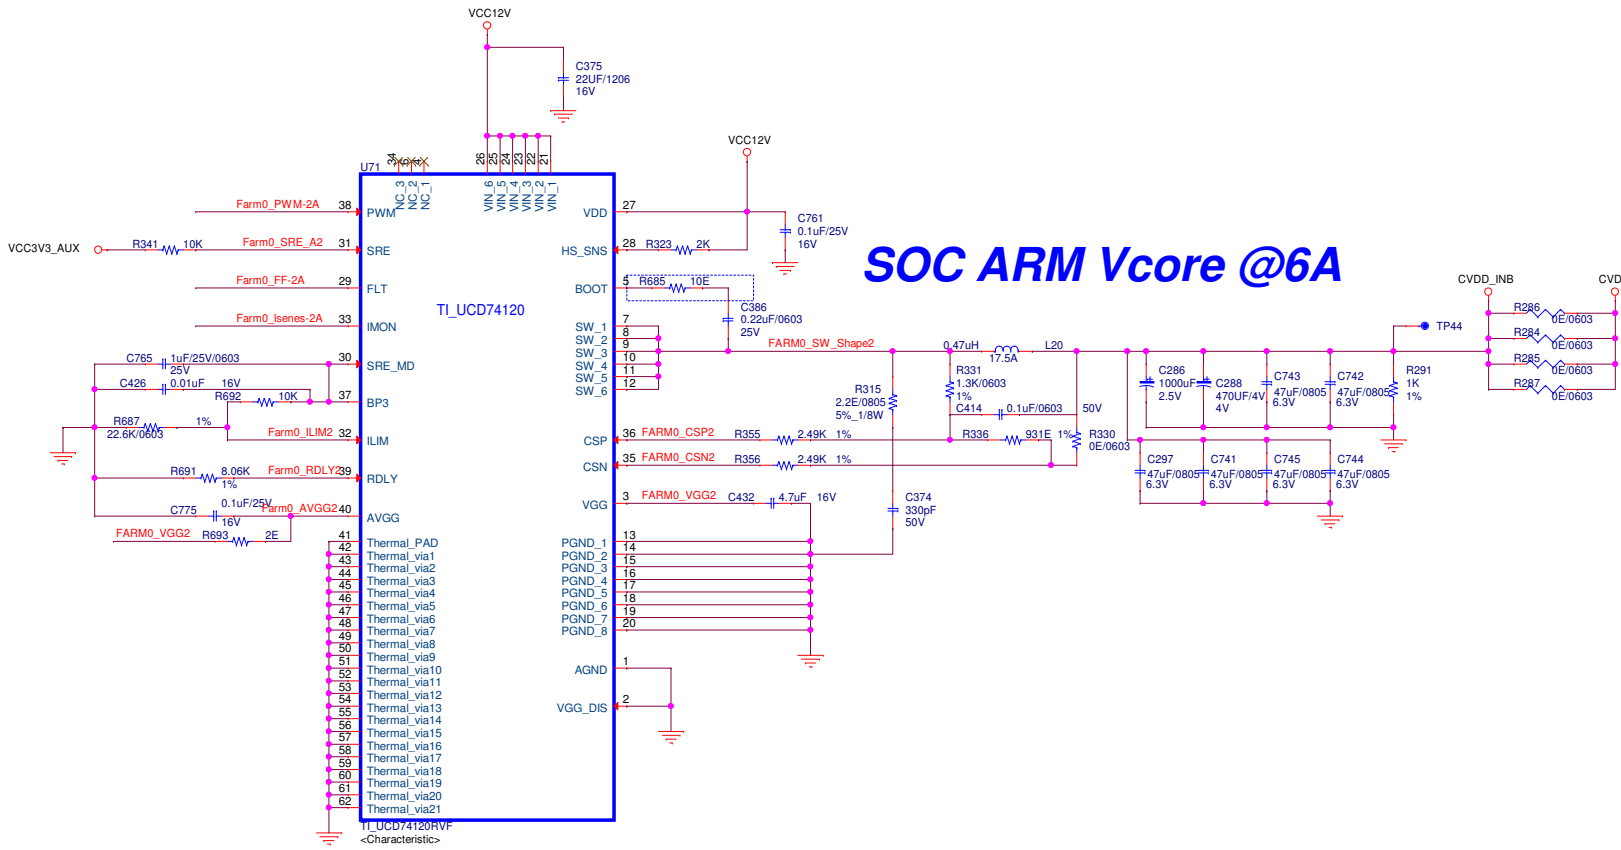 VCC12V
C375
22UF/1206
16V
VCC12V
U71
34
NC_3
NC_2
4
NC_1
26
25
24
23
22
21
VIN_6
VIN_5
VIN_4
VIN_3
VIN_2
VIN_1
Farm0_PWM-2A
38
PWM
VCC3V3_AUX
R341
10K
Farm0_SRE_A2
31
SRE
Farm0_FF-2A
29
FLT
Farm0_Isenes-2A
33
IMON
C765
1uF/25V/0603
25V
30
SRE_MD
C426
0.01uF
16V
R692
10K
37
BP3
R687
22.6K/0603
1%
Farm0_ILIM2
32
ILIM
R691
8.06K
1%
Farm0_RDLY2
39
RDLY
C775
0.1uF/25V
16V
Farm0_AVGG2
40
AVGG
FARM0_VGG2
R693
2E
TI_UCD74120
41
Thermal_PAD
42
Thermal_via1
43
Thermal_via2
44
Thermal_via3
45
Thermal_via4
46
Thermal_via5
47
Thermal_via6
48
Thermal_via7
49
Thermal_via8
50
Thermal_via9
51
Thermal_via10
52
Thermal_via11
53
Thermal_via12
54
Thermal_via13
55
Thermal_via14
56
Thermal_via15
57
Thermal_via16
58
Thermal_via17
59
Thermal_via18
60
Thermal_via19
61
Thermal_via20
62
Thermal_via21
TI_UCD74120RVF
<Characteristic>
VDD
27
C761
0.1uF/25V
16V
HS_SNS
28
R323
2K
BOOT
5
R685
10E
C386
0.22uF/0603
25V
SW_1
7
SW_2
8
SW_3
9
SW_4
10
SW_5
11
SW_6
12
FARM0_SW_Shape2
0.47uH
17.5A
L20
R315
2.2E/0805
5%_1/8W
R331
1.3K/0603
1%
C414
0.1uF/0603
50V
CSP
36
FARM0_CSP2
R355
2.49K
1%
R336
931E
1%
R330
0E/0603
CSN
35
FARM0_CSN2
R356
2.49K
1%
VGG
3
FARM0_VGG2
C432
4.7uF
16V
C374
330pF
50V
PGND_1
13
PGND_2
14
PGND_3
15
PGND_4
16
PGND_5
17
PGND_6
18
PGND_7
19
PGND_8
20
AGND
1
VGG_DIS
2
SOC ARM Vcore @6A
C286
1000uF
2.5V
C288
470UF/4V
4V
C743
47uF/0805
6.3V
C742
47uF/0805
6.3V
R291
1K
1%
C297
47uF/0805
6.3V
C741
47uF/0805
6.3V
C745
47uF/0805
6.3V
C744
47uF/0805
6.3V
TP44
CVDD_INB
CVD
R286
0E/0603
R284
0E/0603
R285
0E/0603
R287
0E/0603